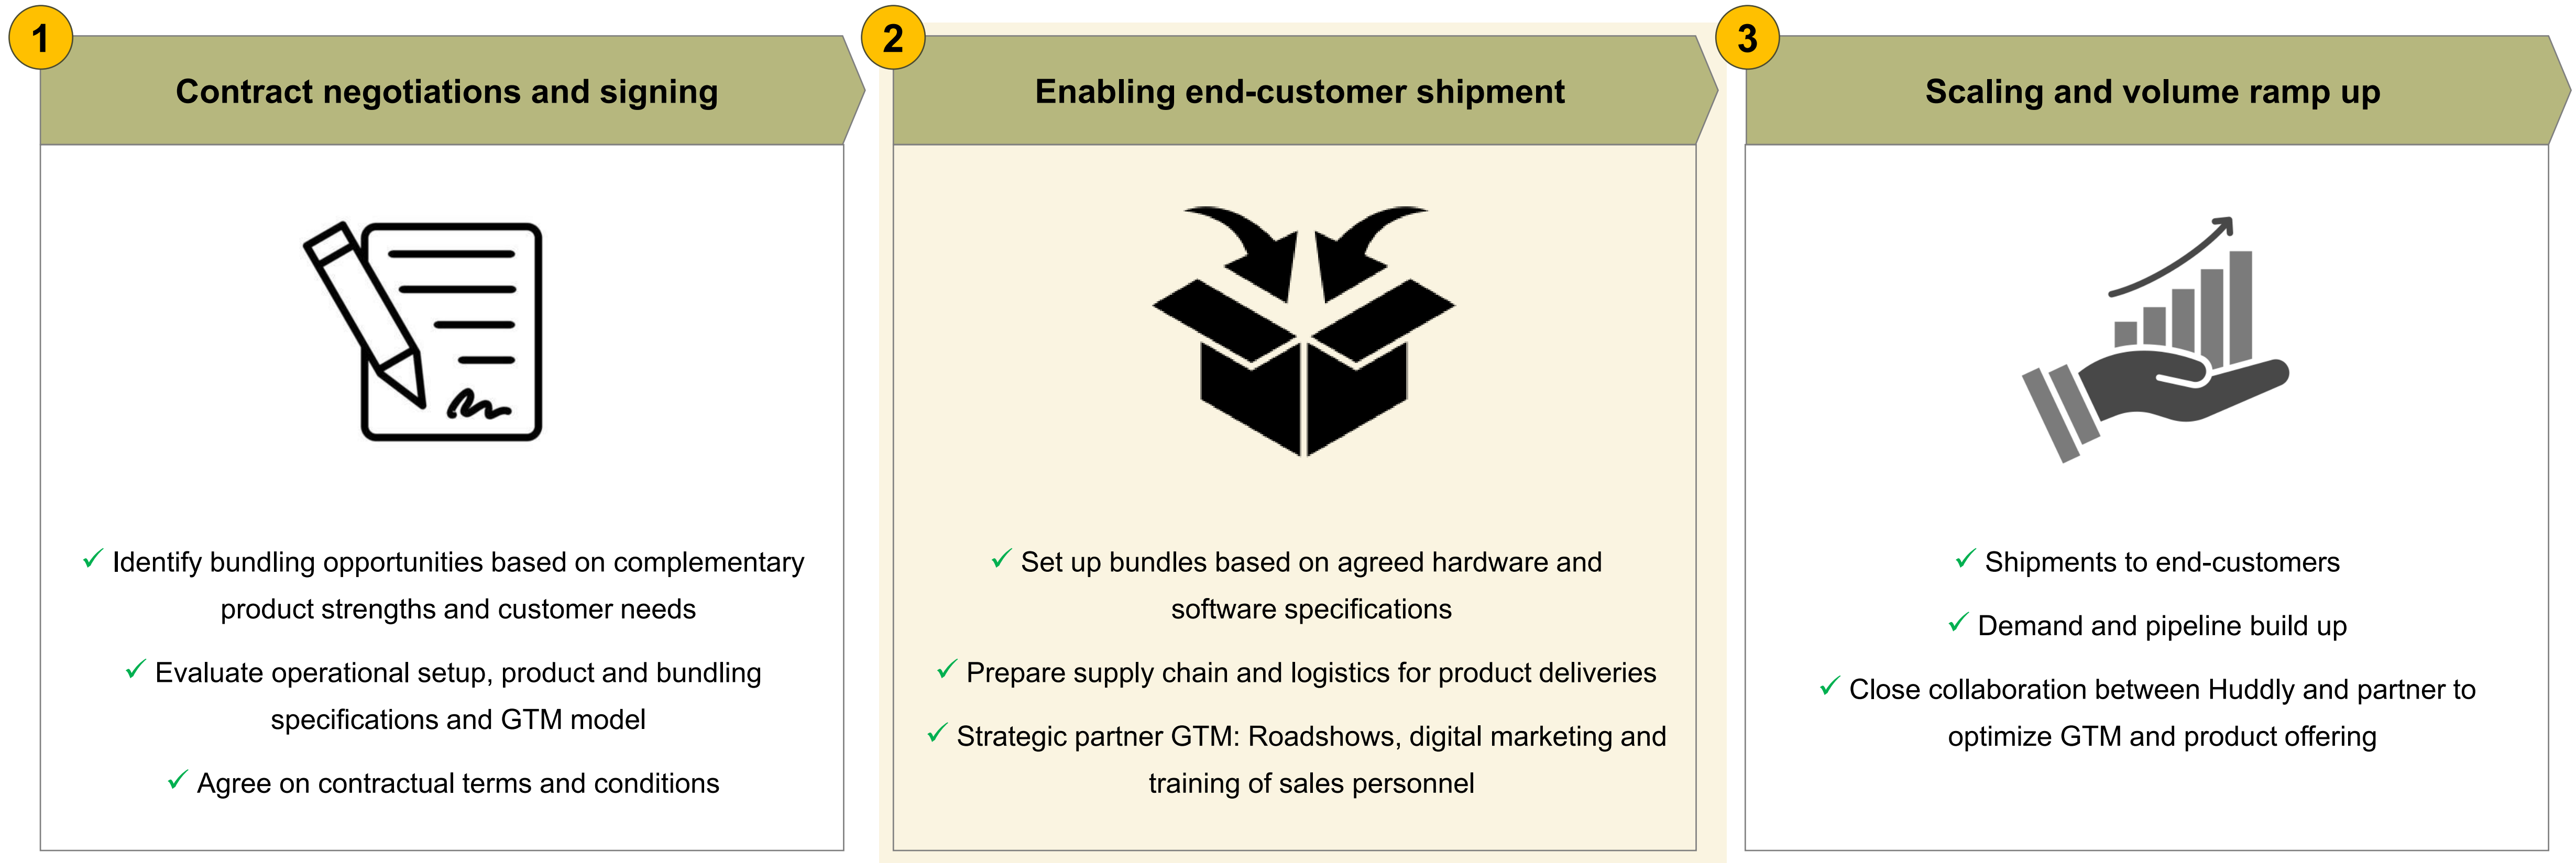 1
Contract negotiations and signing
✓ Identify bundling opportunities based on complementary
product strengths and customer needs
✓ Evaluate operational setup, product and bundling
specifications and GTM model
✓ Agree on contractual terms and conditions
2
Enabling end-customer shipment
✓ Set up bundles based on agreed hardware and
software specifications
✓ Prepare supply chain and logistics for product deliveries
✓ Strategic partner GTM: Roadshows, digital marketing and
training of sales personnel
3
Scaling and volume ramp up
✓ Shipments to end-customers
✓ Demand and pipeline build up
✓ Close collaboration between Huddly and partner to
optimize GTM and product offering